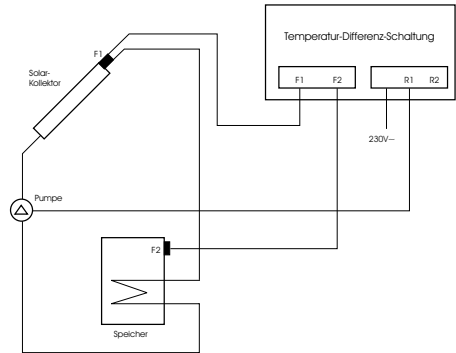 Temperatur-Differenz-Schaltung
F1
F1 F2
R1 R2
Solar-
Kollektor
230V~
Pumpe
F2
Speicher